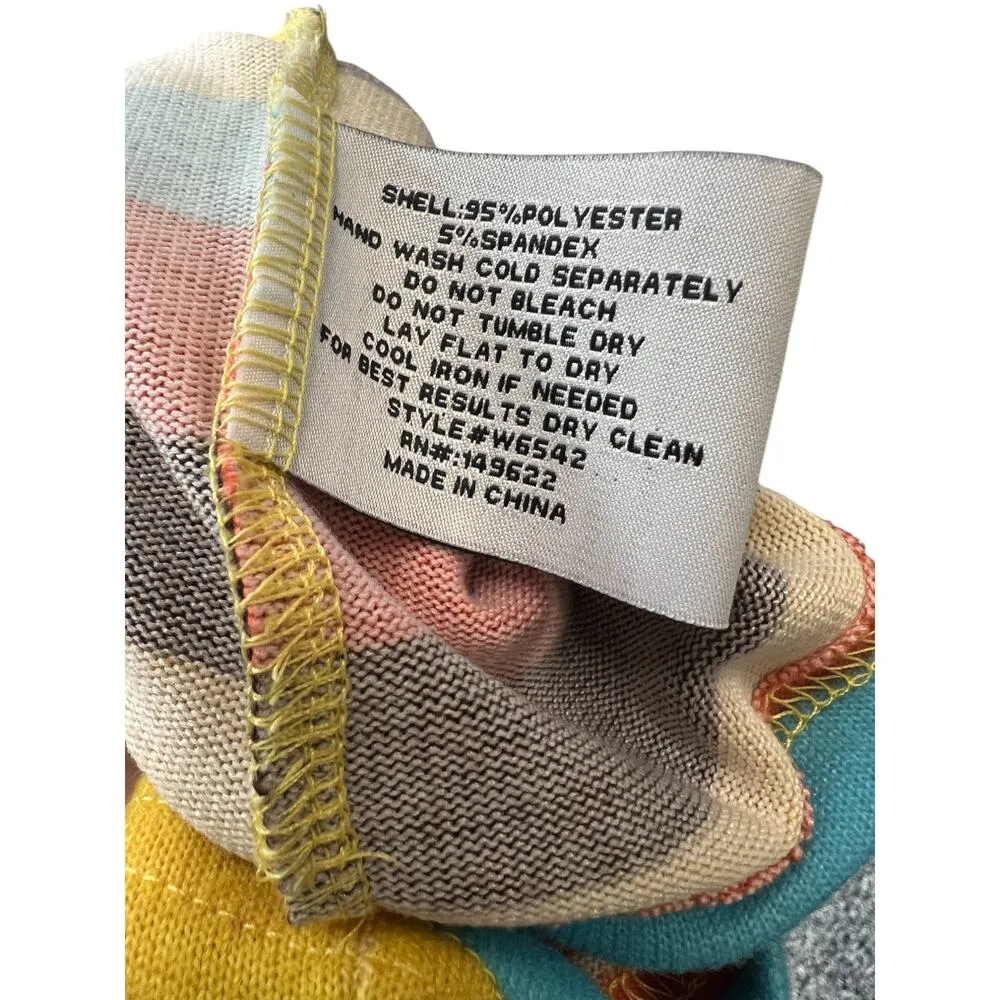 SHELL:95%POLYESTER
5%SPANDEX
HAND WASH COLD SEPARATELY
DO NOT BLEACH
DO NOT TUMBLE DRY
LAY FLAT TO DRY
COOL IRON IF NEEDED
FOR BEST RESULTS DRY CLEAN
STYLE#W6542
RN#:149622
MADE IN CHINA